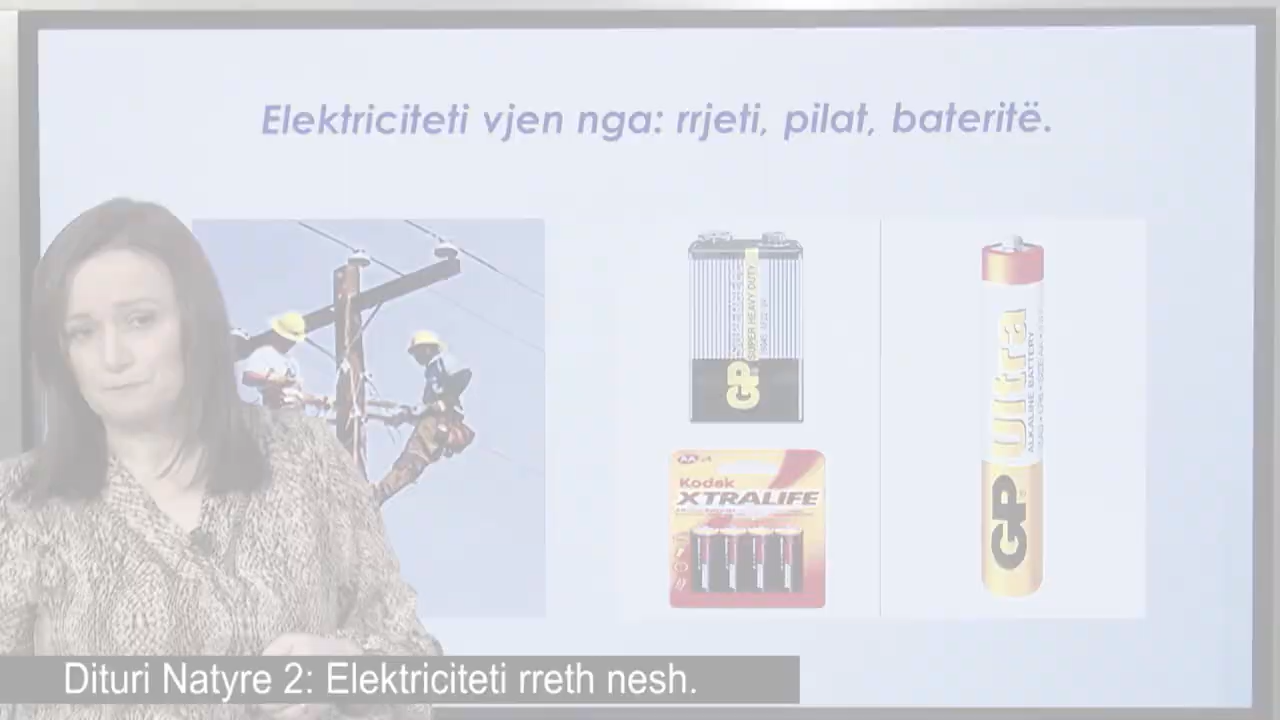 Elektriciteti vjen nga: rrjeti, pilat, bateritë.
GP
SUPER HEAVY DUTY
AA
Kodak
XTRALIFE
GP Ultra
ALKALINE BATTERY
Dituri Natyre 2: Elektriciteti rreth nesh.